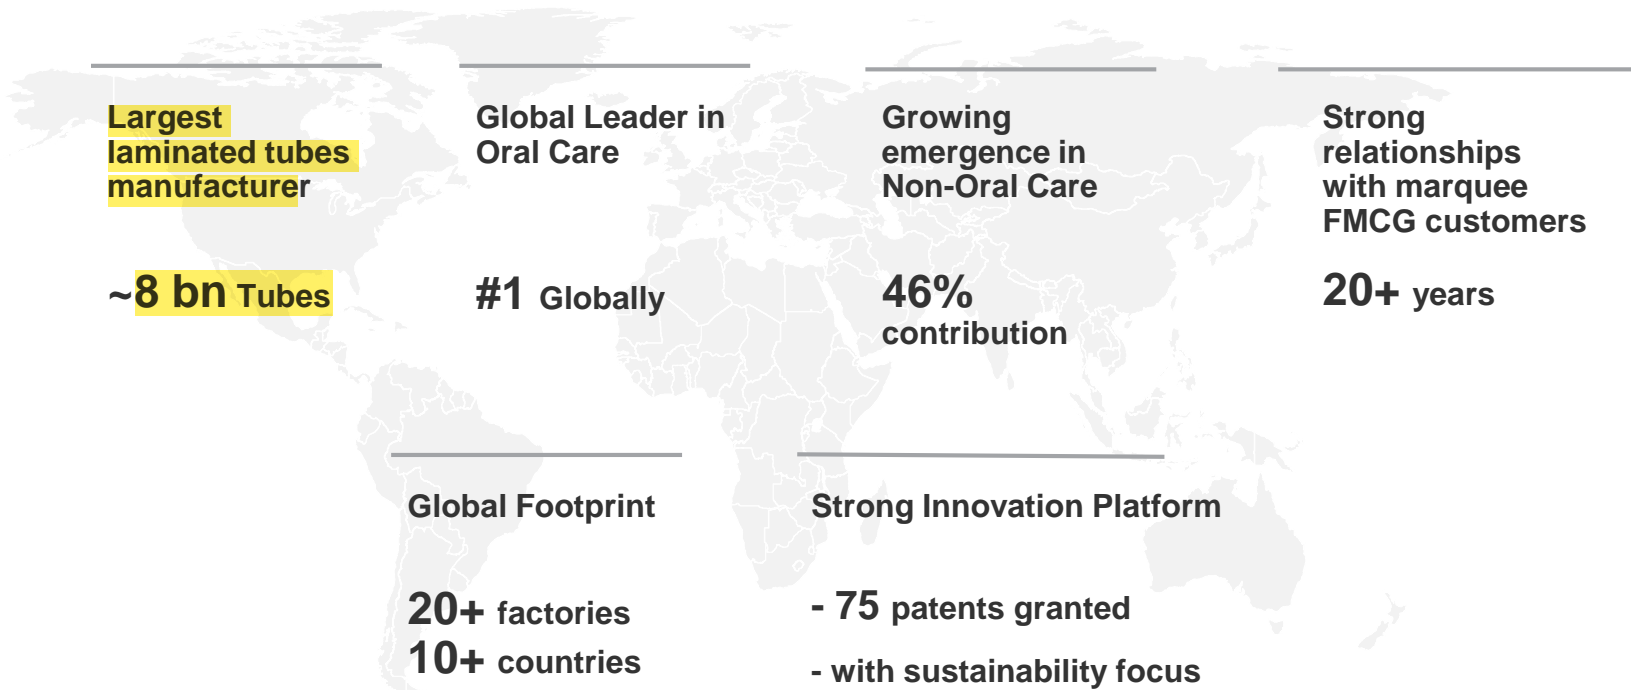 Largest
laminated tubes
manufacturer
~8 bn Tubes
Global Leader in
Oral Care
#1 Globally
Growing
emergence in
Non-Oral Care
46%
contribution
Strong
relationships
with marquee
FMCG customers
20+ years
Global Footprint
20+ factories
10+ countries
Strong Innovation Platform
- 75 patents granted
- with sustainability focus